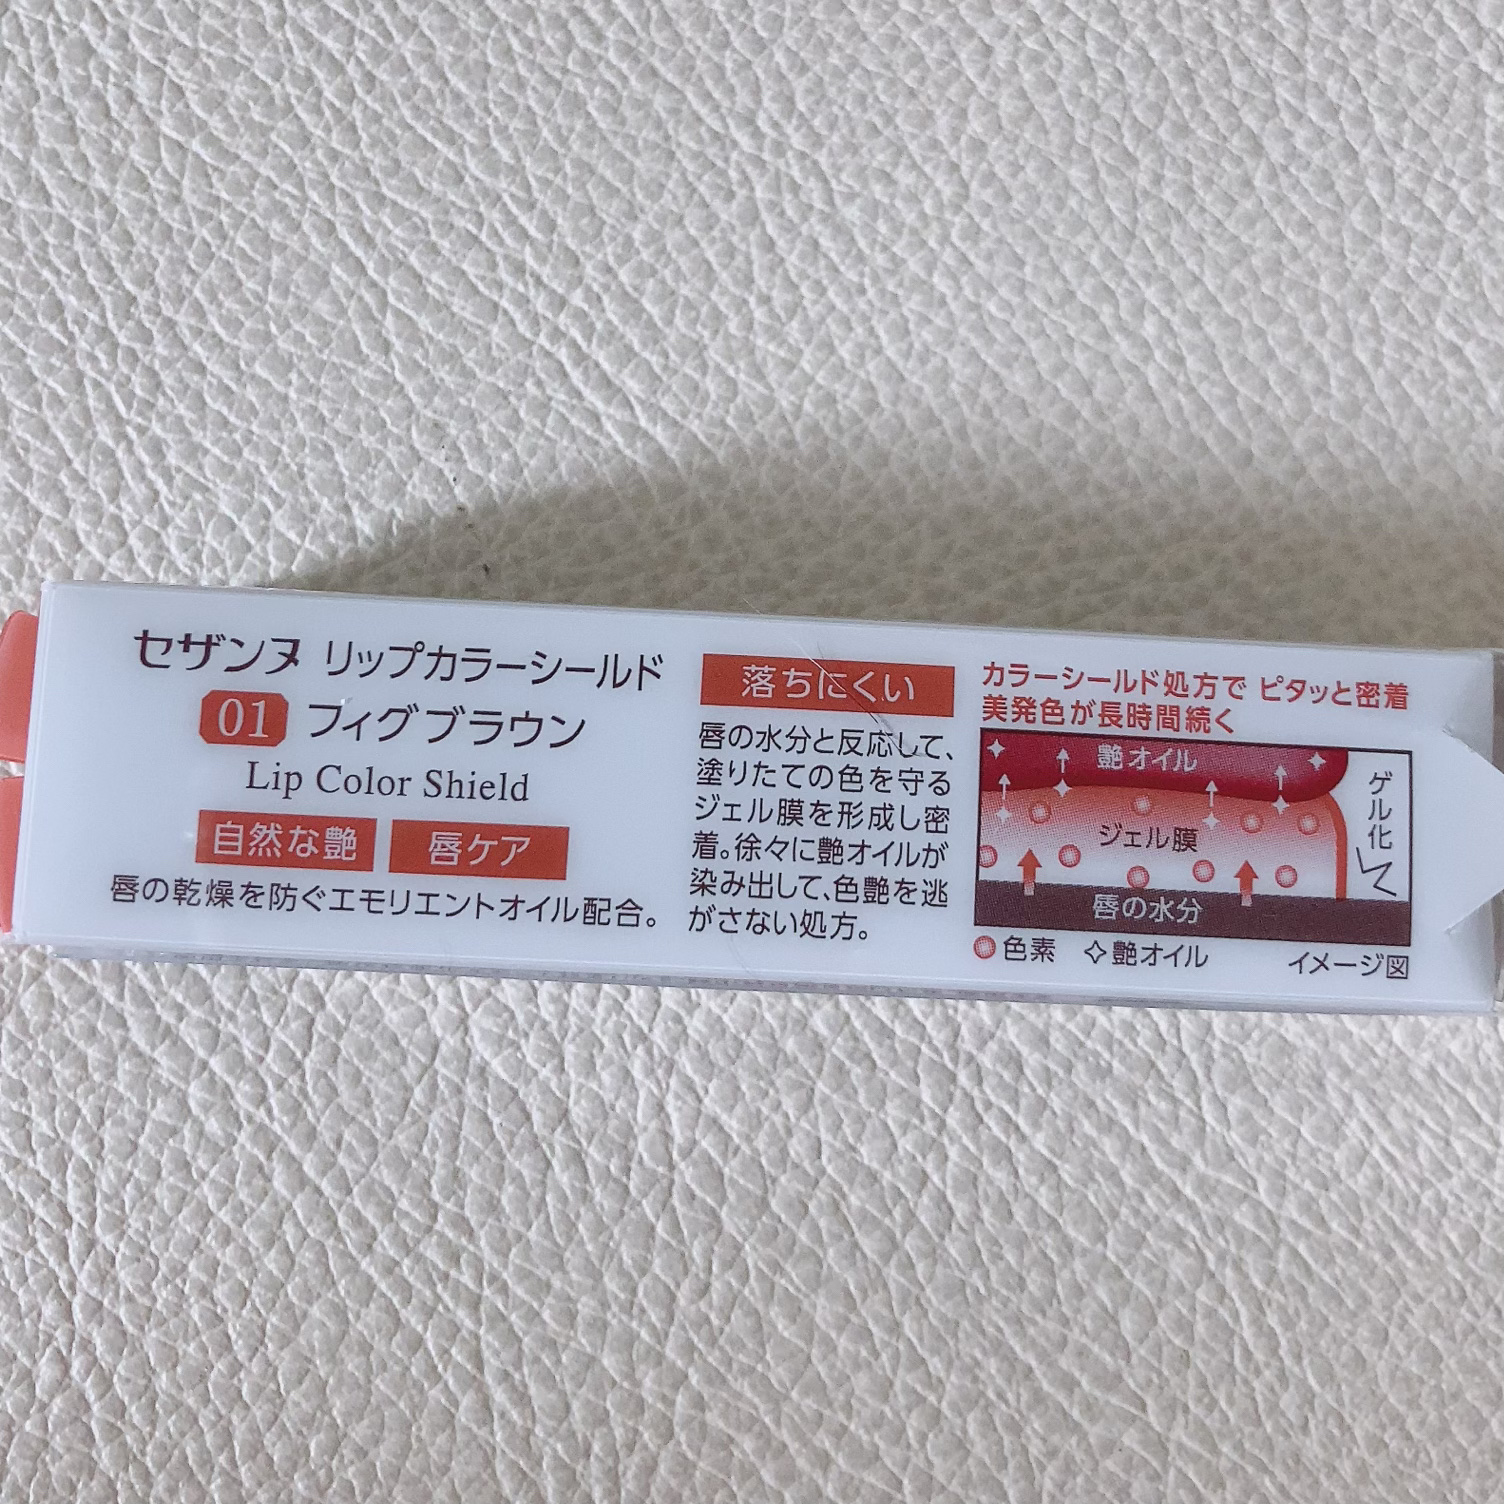 セザンヌ リップカラーシールド
01 フィグブラウン
Lip Color Shield
自然な艶 唇ケア
唇の乾燥を防ぐエモリエントオイル配合。
落ちにくい
唇の水分と反応して、
塗りたての色を守る
ジェル膜を形成し密
着。徐々に艶オイルが
染み出して、色艶を逃
がさない処方。
カラーシールド処方で ピタッと密着
美発色が長時間続く
艶オイル
ジェル膜
唇の水分
ゲル化
色素 艶オイル イメージ図